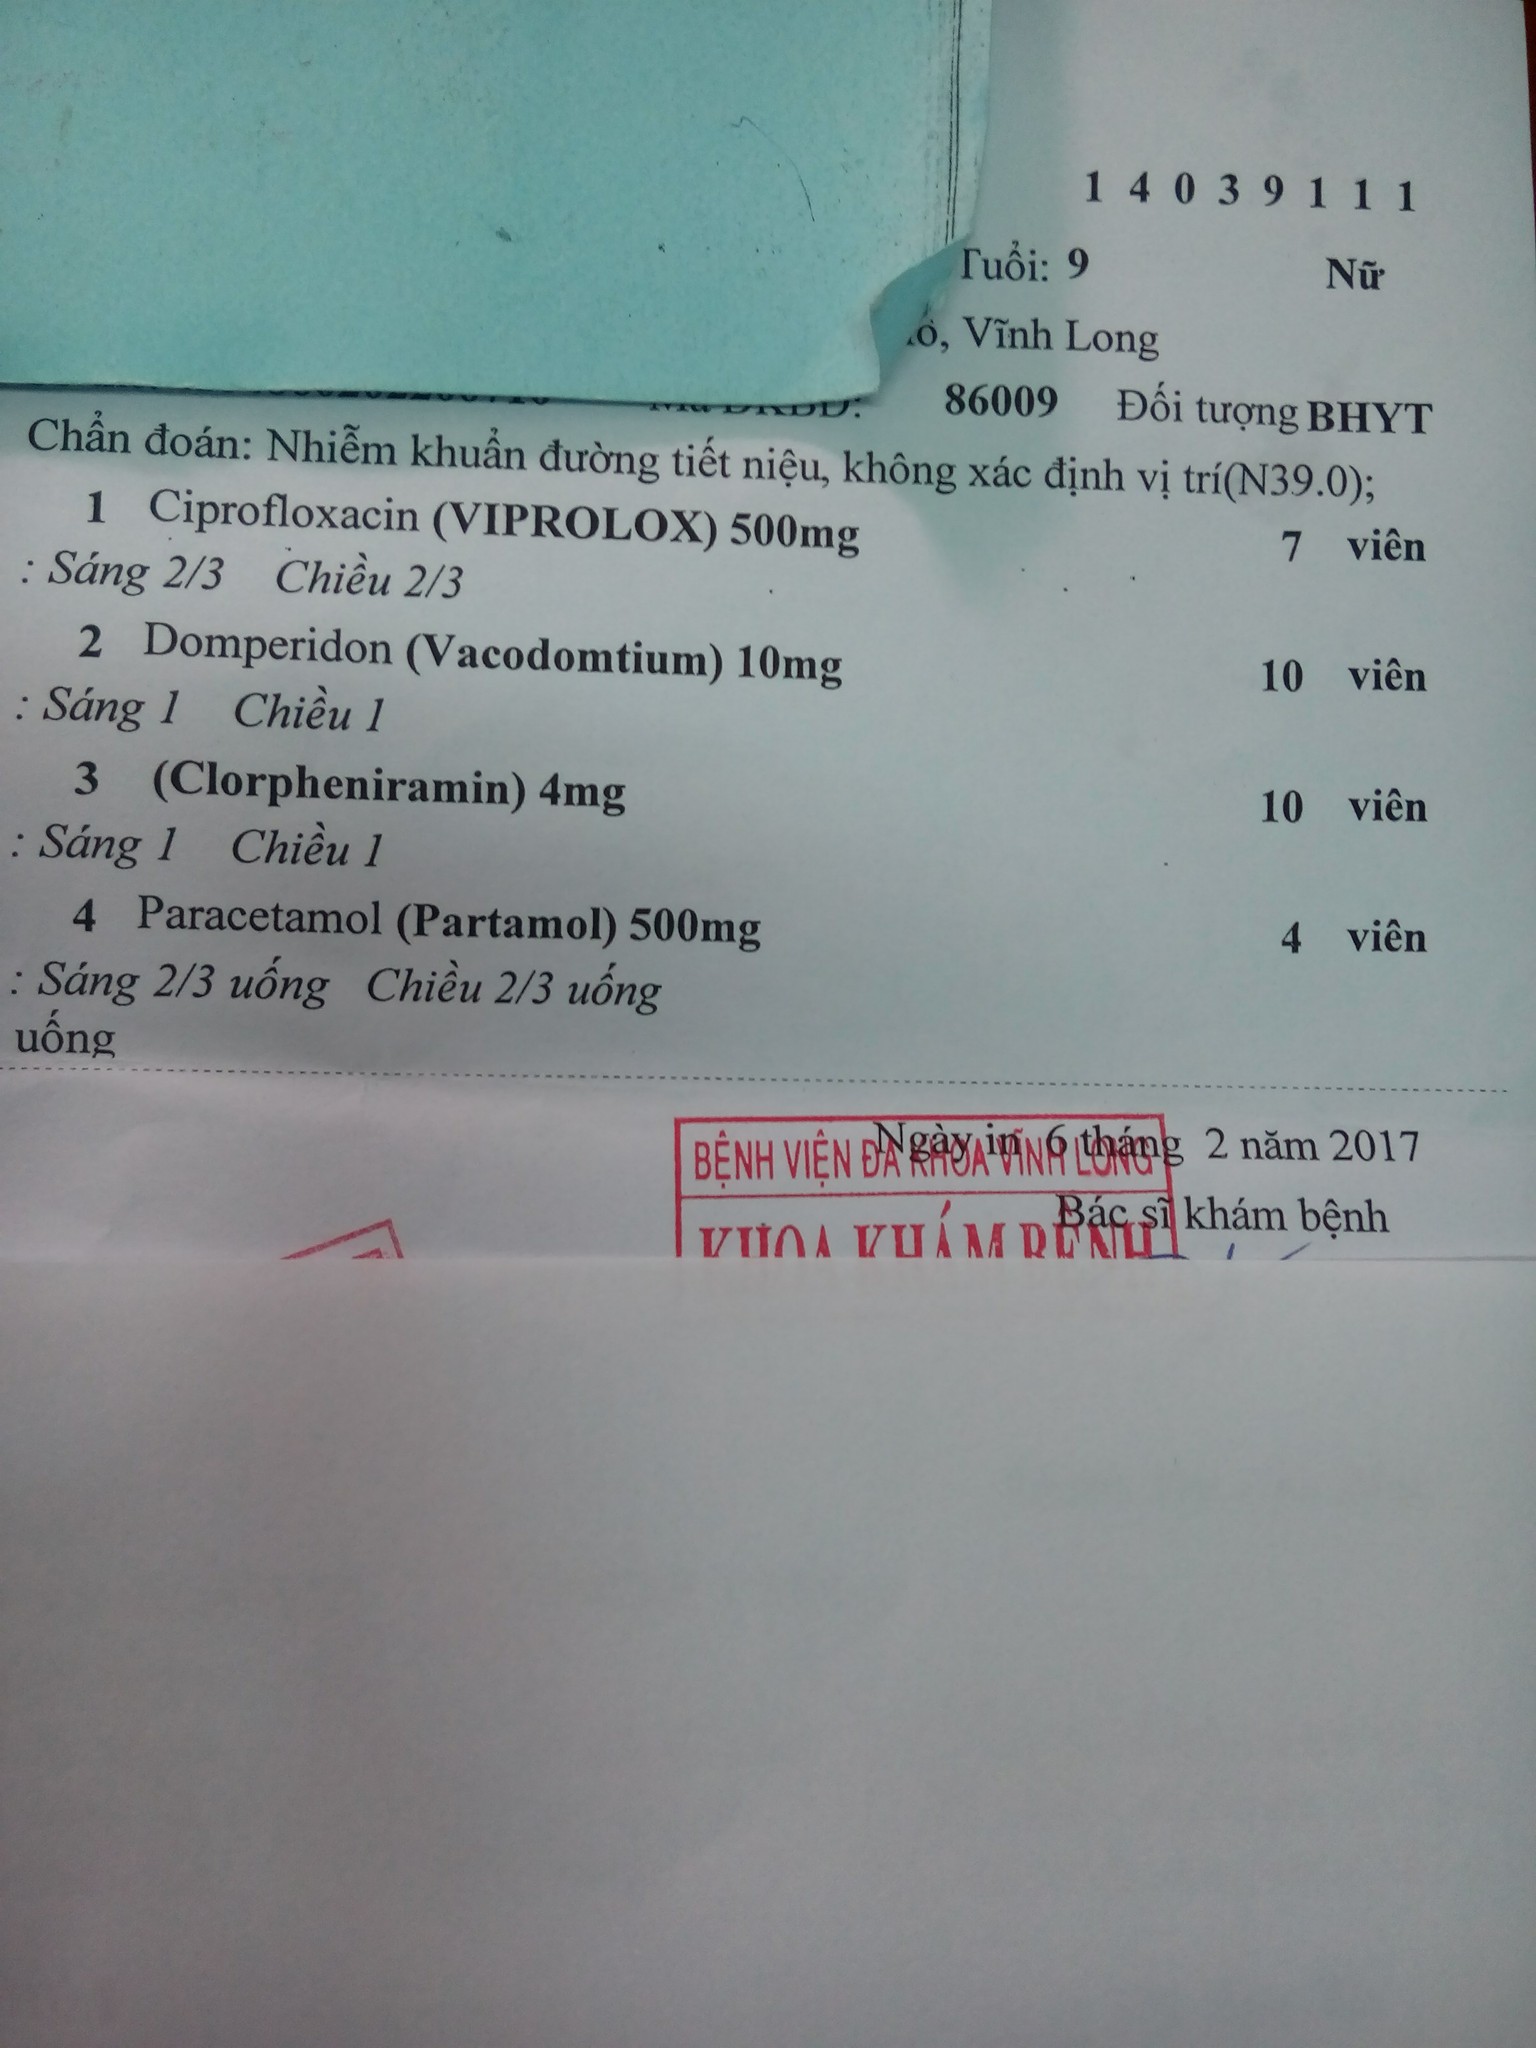 1 4 0 3 9 1 1 1
Tuổi: 9 Nữ
Vĩnh Long
86009 Đối tượng BHYT
Chẩn đoán: Nhiễm khuẩn đường tiết niệu, không xác định vị trí(N39.0);
1 Ciprofloxacin (VIPROLOX) 500mg 7 viên
: Sáng 2/3 Chiều 2/3
2 Domperidon (Vacodomtium) 10mg 10 viên
: Sáng 1 Chiều 1
3 (Clorpheniramin) 4mg 10 viên
: Sáng 1 Chiều 1
4 Paracetamol (Partamol) 500mg 4 viên
: Sáng 2/3 uống Chiều 2/3 uống
uống
Ngày in 6 tháng 2 năm 2017
BỆNH VIỆN ĐA KHOA VĨNH LONG
Bác sĩ khám bệnh
KHOA KHÁM BỆNH